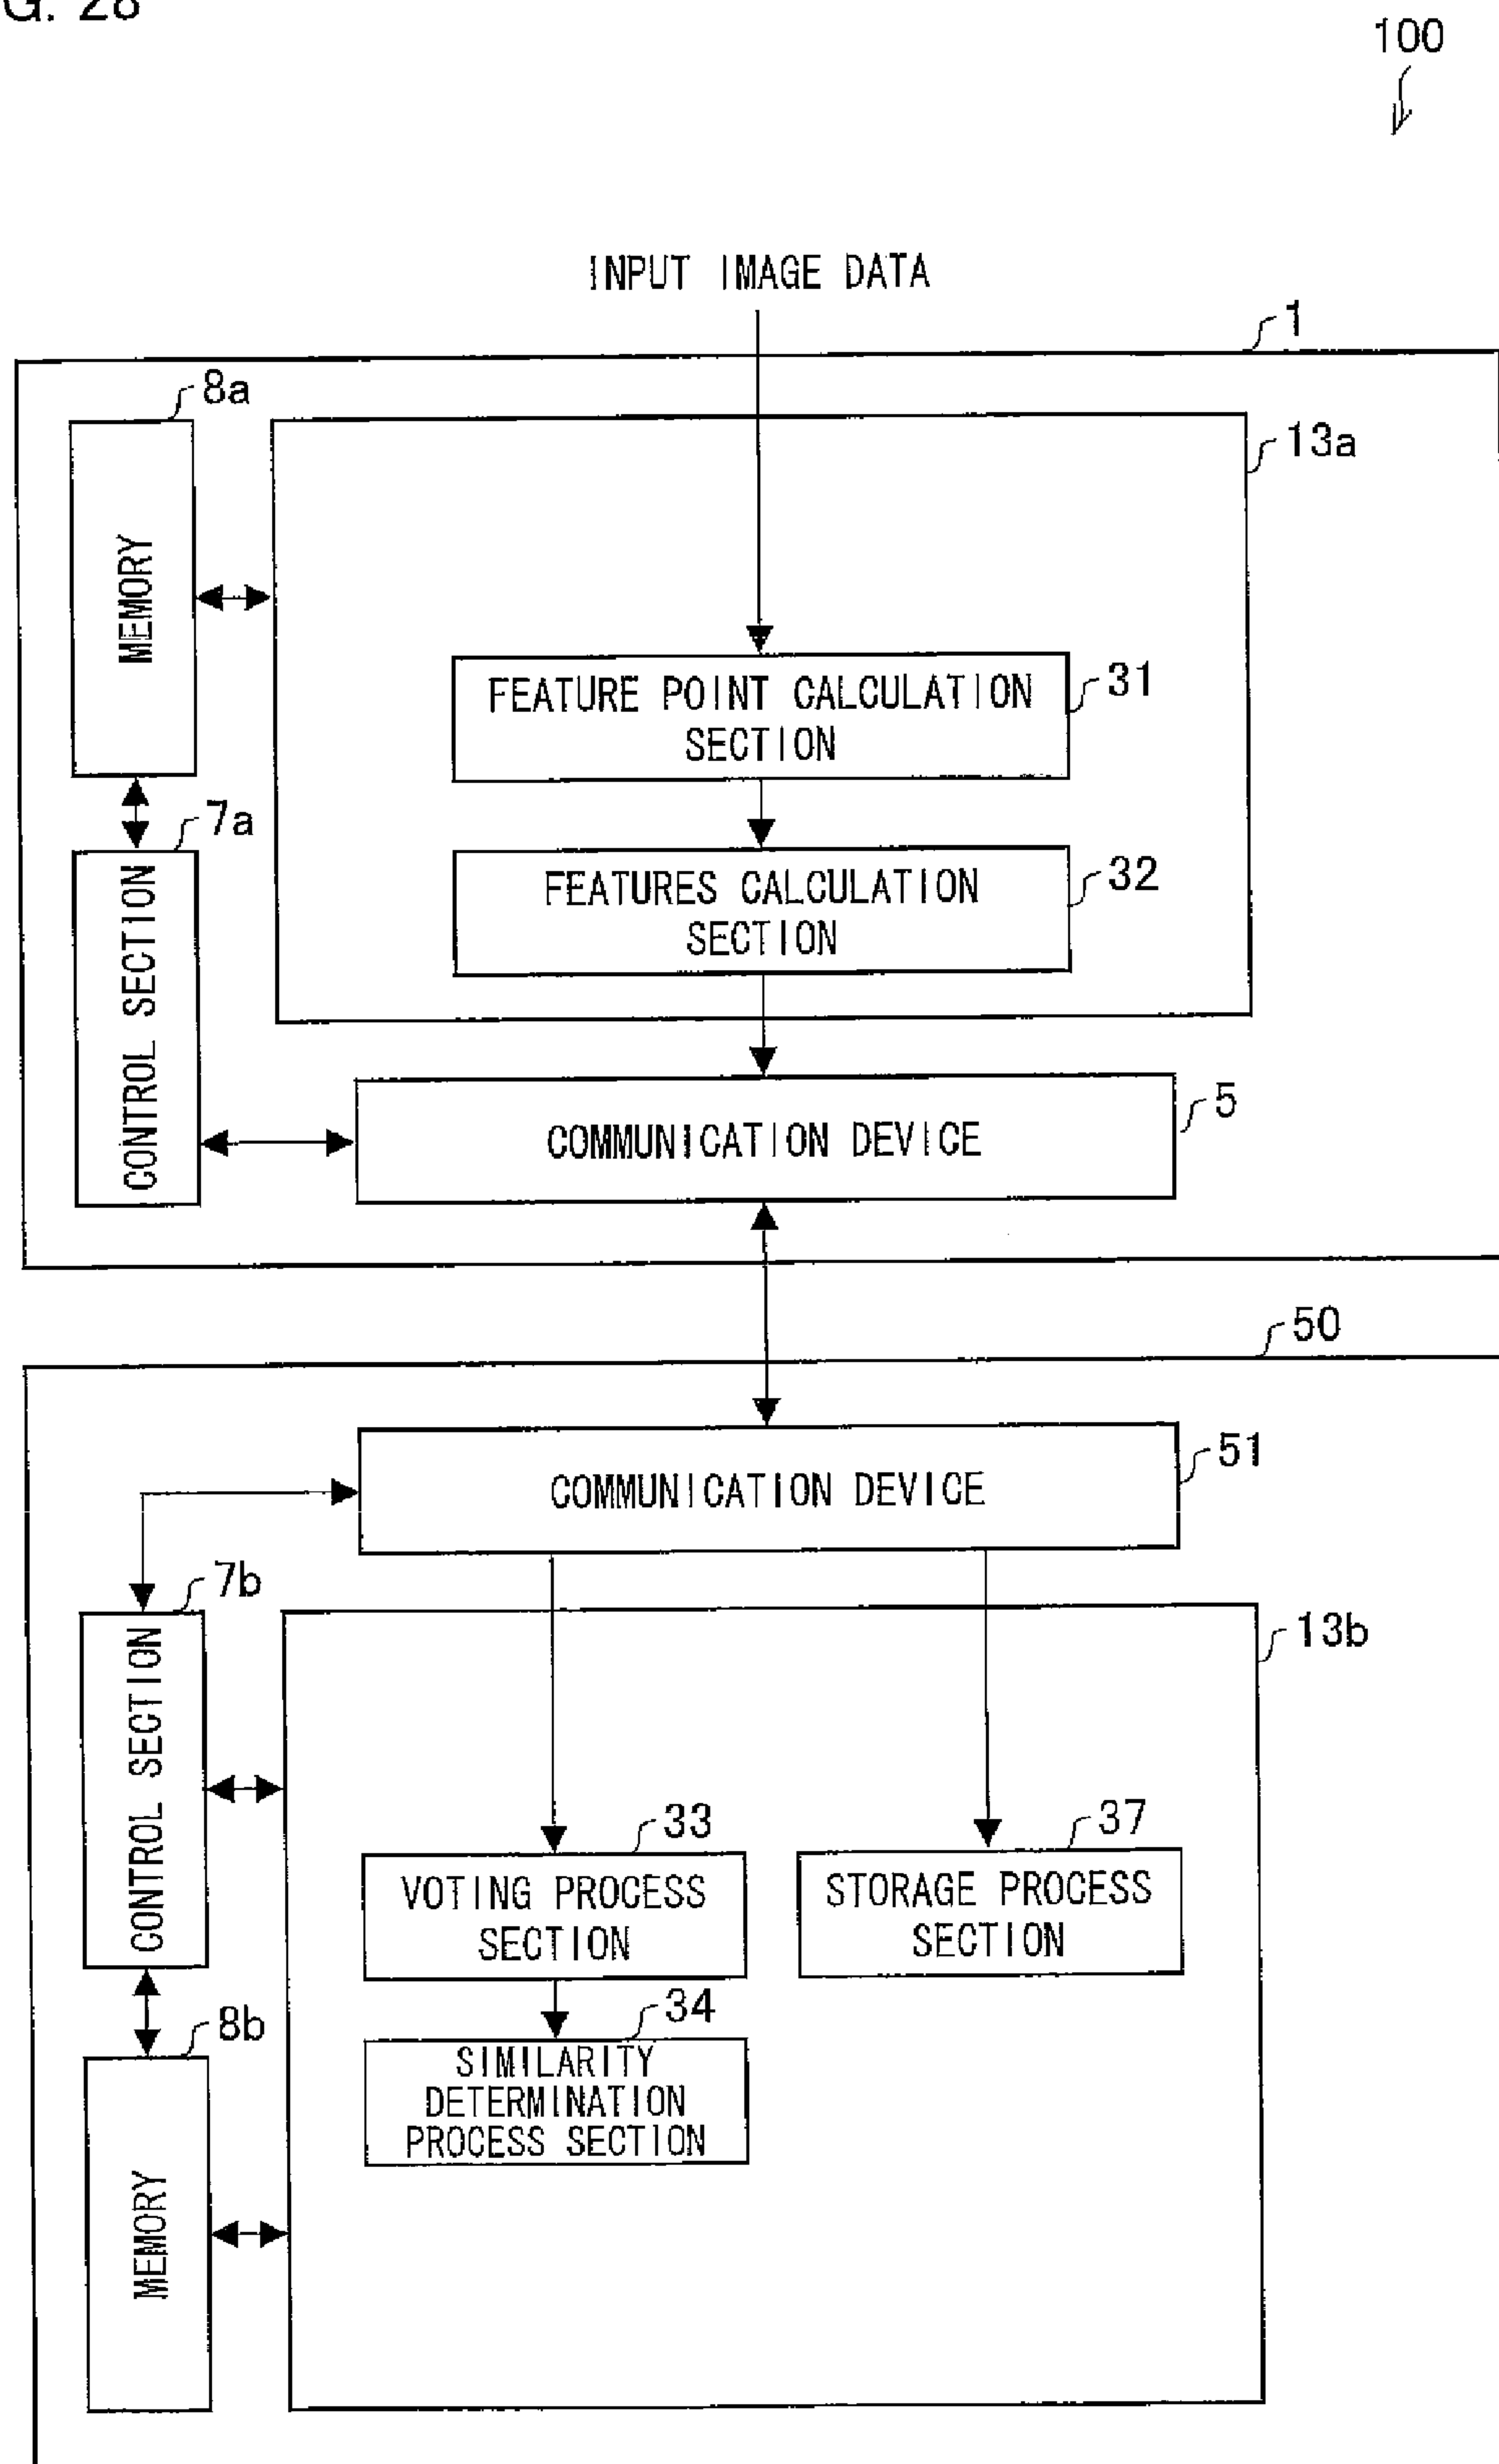 G. 28
100
INPUT IMAGE DATA
1
8a
13a
MEMORY
FEATURE POINT CALCULATION
SECTION
31
7a
CONTROL SECTION
FEATURES CALCULATION
SECTION
32
COMMUNICATION DEVICE
5
50
COMMUNICATION DEVICE
51
7b
CONTROL SECTION
13b
33
VOTING PROCESS
SECTION
37
STORAGE PROCESS
SECTION
34
SIMILARITY
DETERMINATION
PROCESS SECTION
8b
MEMORY